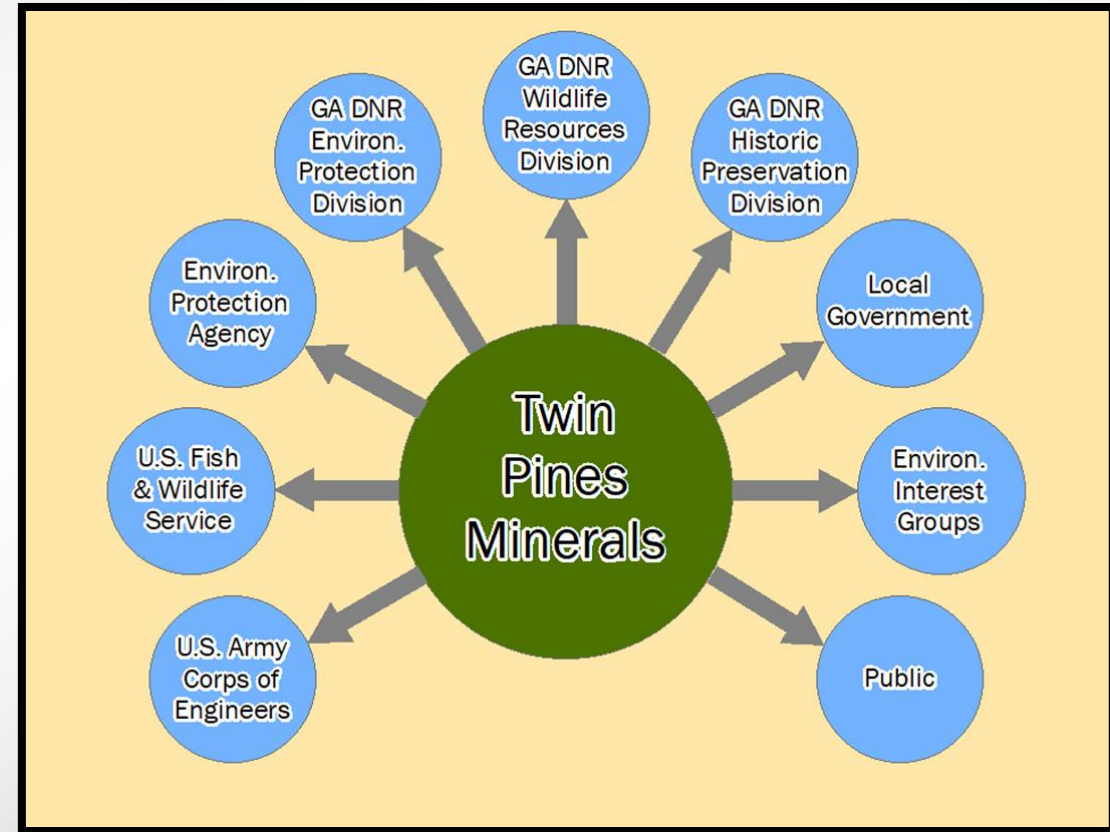 GA DNR
Wildlife
Resources
Division
GA DNR
Environ.
Protection
Division
GA DNR
Historic
Preservation
Division
Environ.
Protection
Agency
Local
Government
Twin
Pines
Minerals
U.S. Fish
& Wildlife
Service
Environ.
Interest
Groups
U.S. Army
Corps of
Engineers
Public